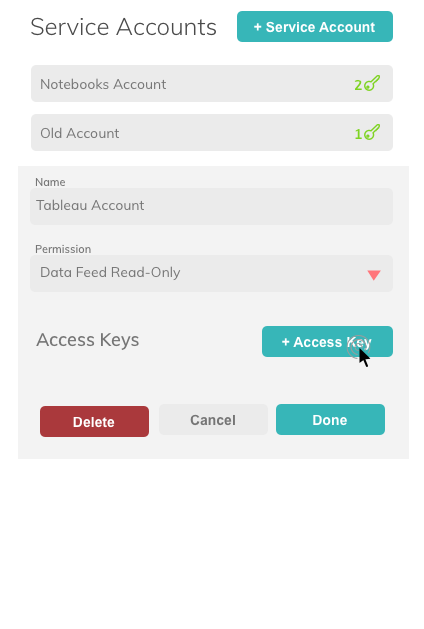 Service Accounts
+ Service Account
Notebooks Account
2
Old Account
1
Name
Tableau Account
Permission
Data Feed Read-Only
Access Keys
+ Access Key
Delete
Cancel
Done